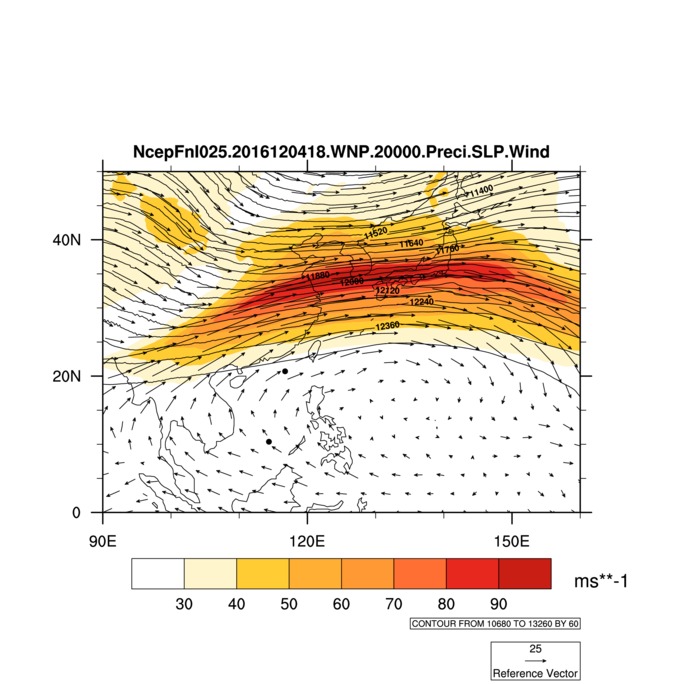 NcepFnl025.2016120418.WNP.20000.Preci.SLP.Wind
11400
11520
11640
11760
40N
11880
12000
12120
12240
12360
20N
0
90E 120E 150E
30 40 50 60 70 80 90
ms**-1
CONTOUR FROM 10680 TO 13260 BY 60
25
Reference Vector